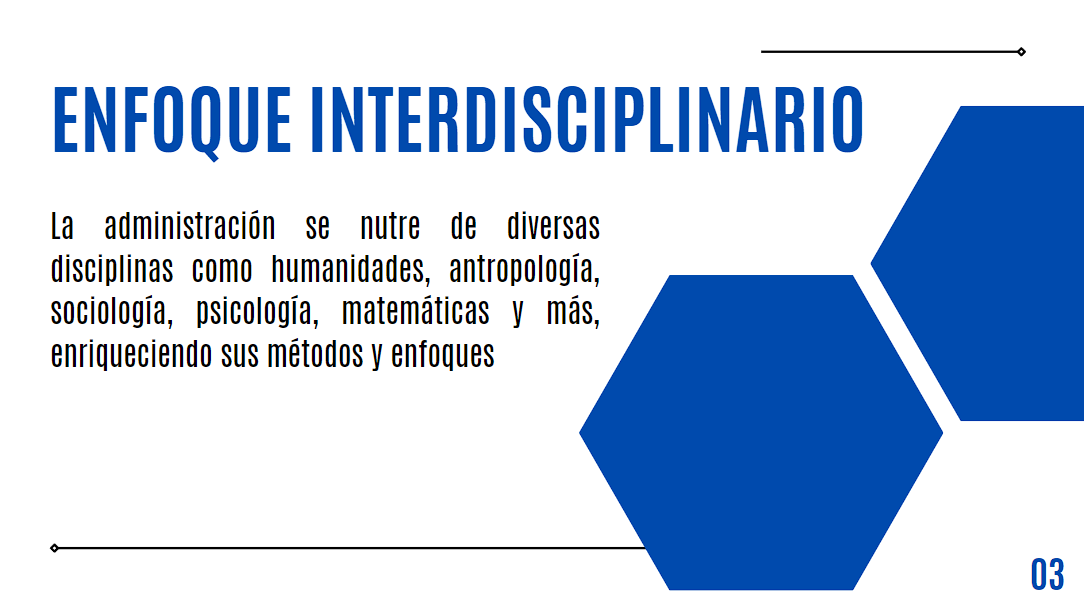 ENFOQUE INTERDISCIPLINARIO
La administración se nutre de diversas
disciplinas como humanidades, antropología,
sociología, psicología, matemáticas y más,
enriqueciendo sus métodos y enfoques
03